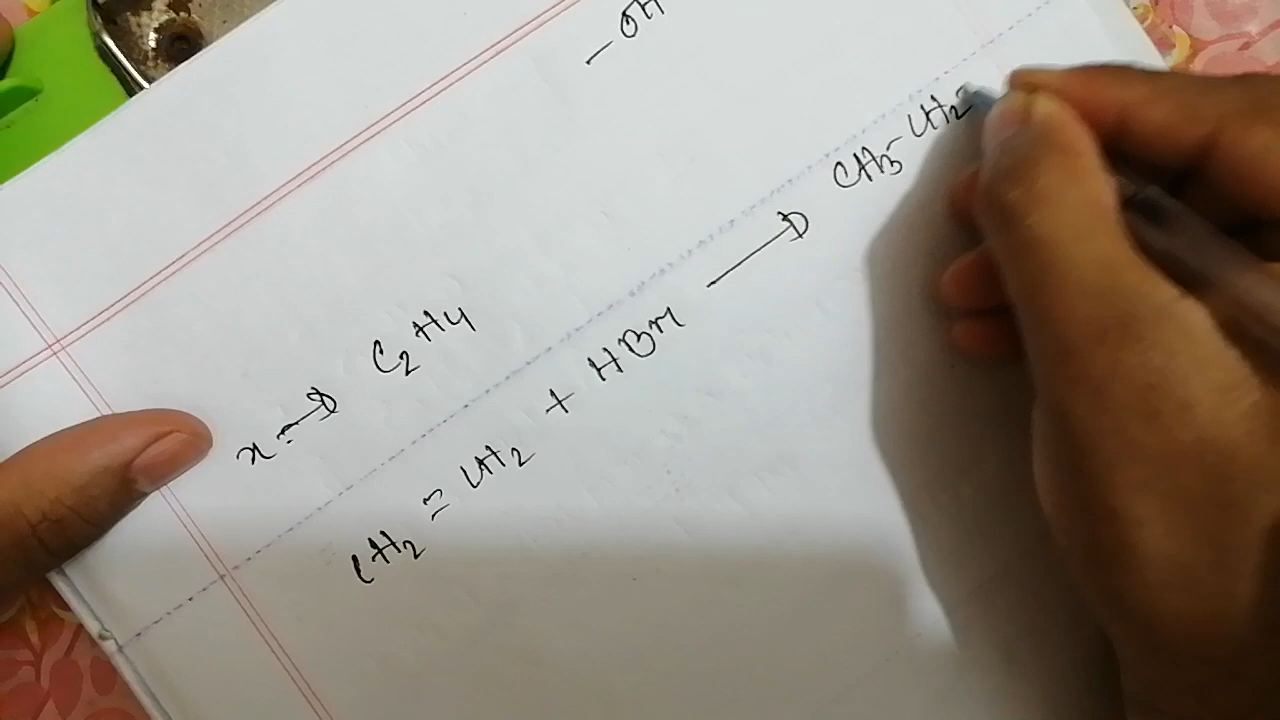 — OH
x → C2H4
CH2 = CH2 + HBr → CH3-CH2-